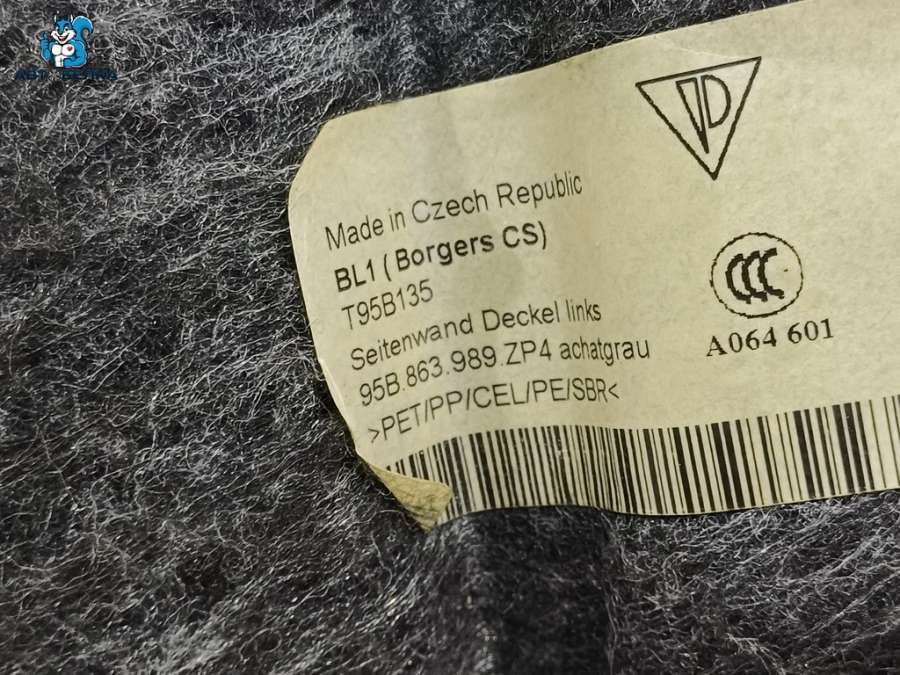 Made in Czech Republic
BL1 ( Borgers CS)
T95B135
Seitenwand Deckel links
95B.863.989.ZP4 achatgrau
>PET/PP/CEL/PE/SBR<
CCC
A064 601